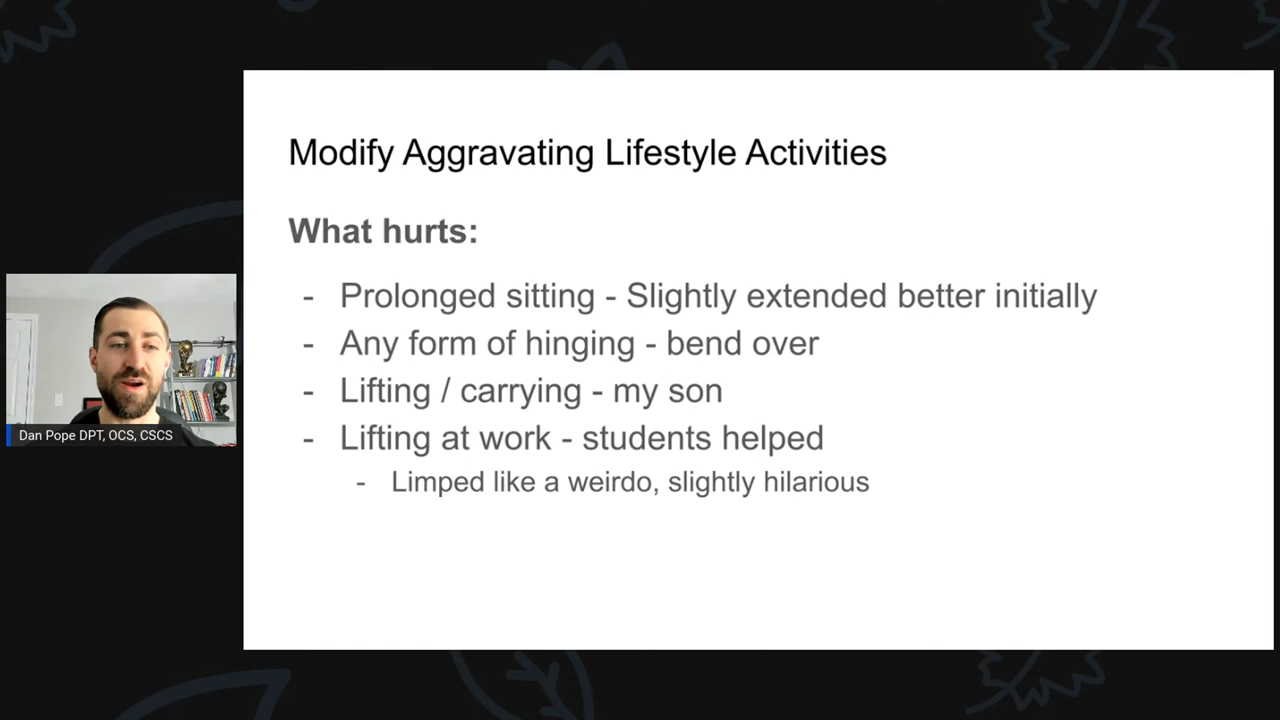 Modify Aggravating Lifestyle Activities
What hurts:
- Prolonged sitting - Slightly extended better initially
- Any form of hinging - bend over
- Lifting / carrying - my son
- Lifting at work - students helped
- Limped like a weirdo, slightly hilarious
Dan Pope DPT, OCS, CSCS